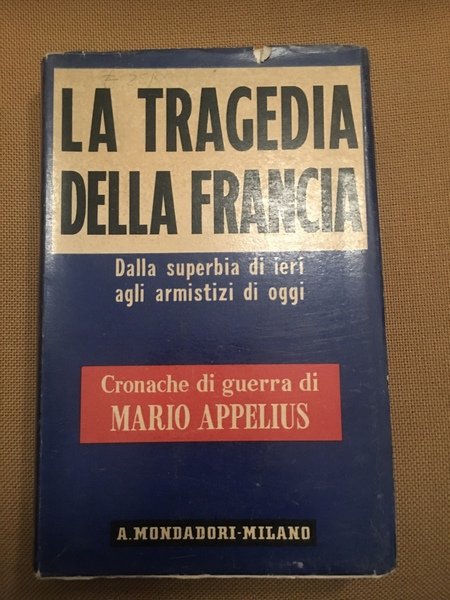 LA TRAGEDIA
DELLA FRANCIA
Dalla superbia di ieri
agli armistizi di oggi
Cronache di guerra di
MARIO APPELIUS
A. MONDADORI-MILANO